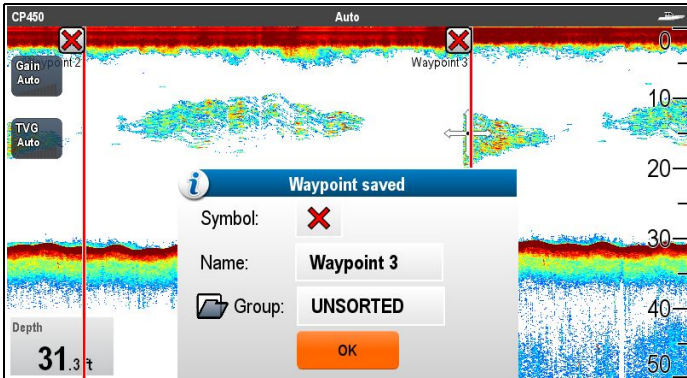 CP450
Auto
0
Waypoint 2
Waypoint 3
Gain
Auto
10
TVG
Auto
20
Waypoint saved
Symbol:
30
Name: Waypoint 3
Group: UNSORTED
40
Depth
31.3 ft
OK
50